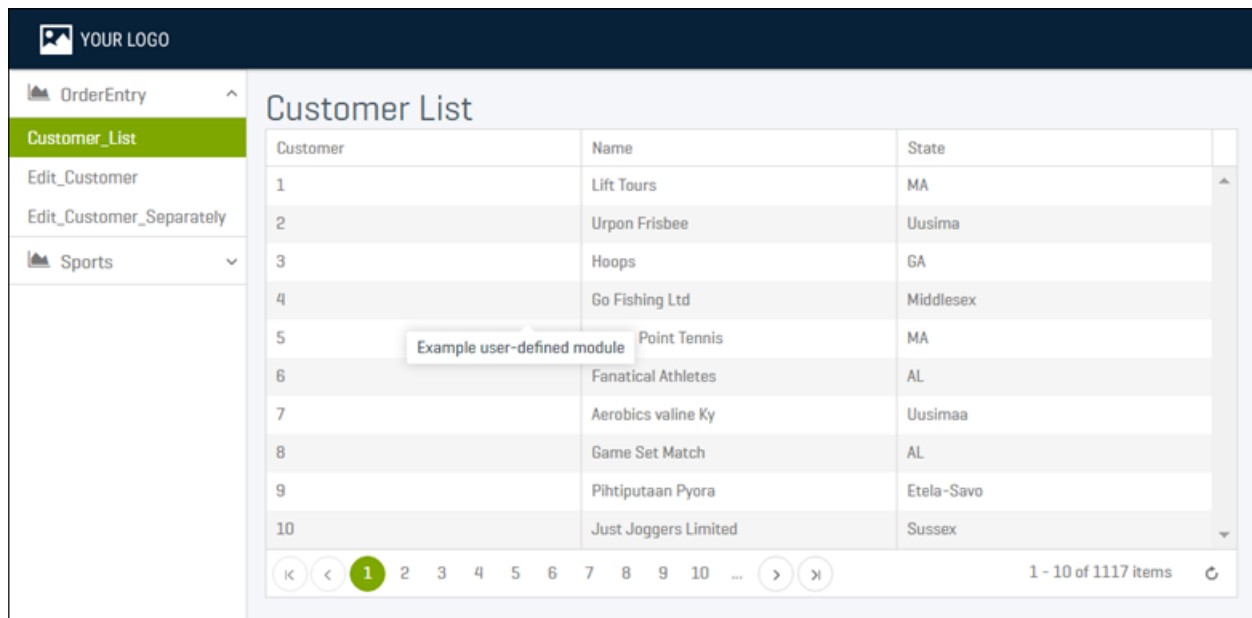 YOUR LOGO
OrderEntry
Customer_List
Edit_Customer
Edit_Customer_Separately
Sports
Customer List
Customer Name State
1 Lift Tours MA
2 Urpon Frisbee Uusima
3 Hoops GA
4 Go Fishing Ltd Middlesex
5 Point Tennis MA
Example user-defined module
6 Fanatical Athletes AL
7 Aerobics valine Ky Uusimaa
8 Game Set Match AL
9 Pihtiputaan Pyora Etela-Savo
10 Just Joggers Limited Sussex
1 2 3 4 5 6 7 8 9 10 ... 1 - 10 of 1117 items